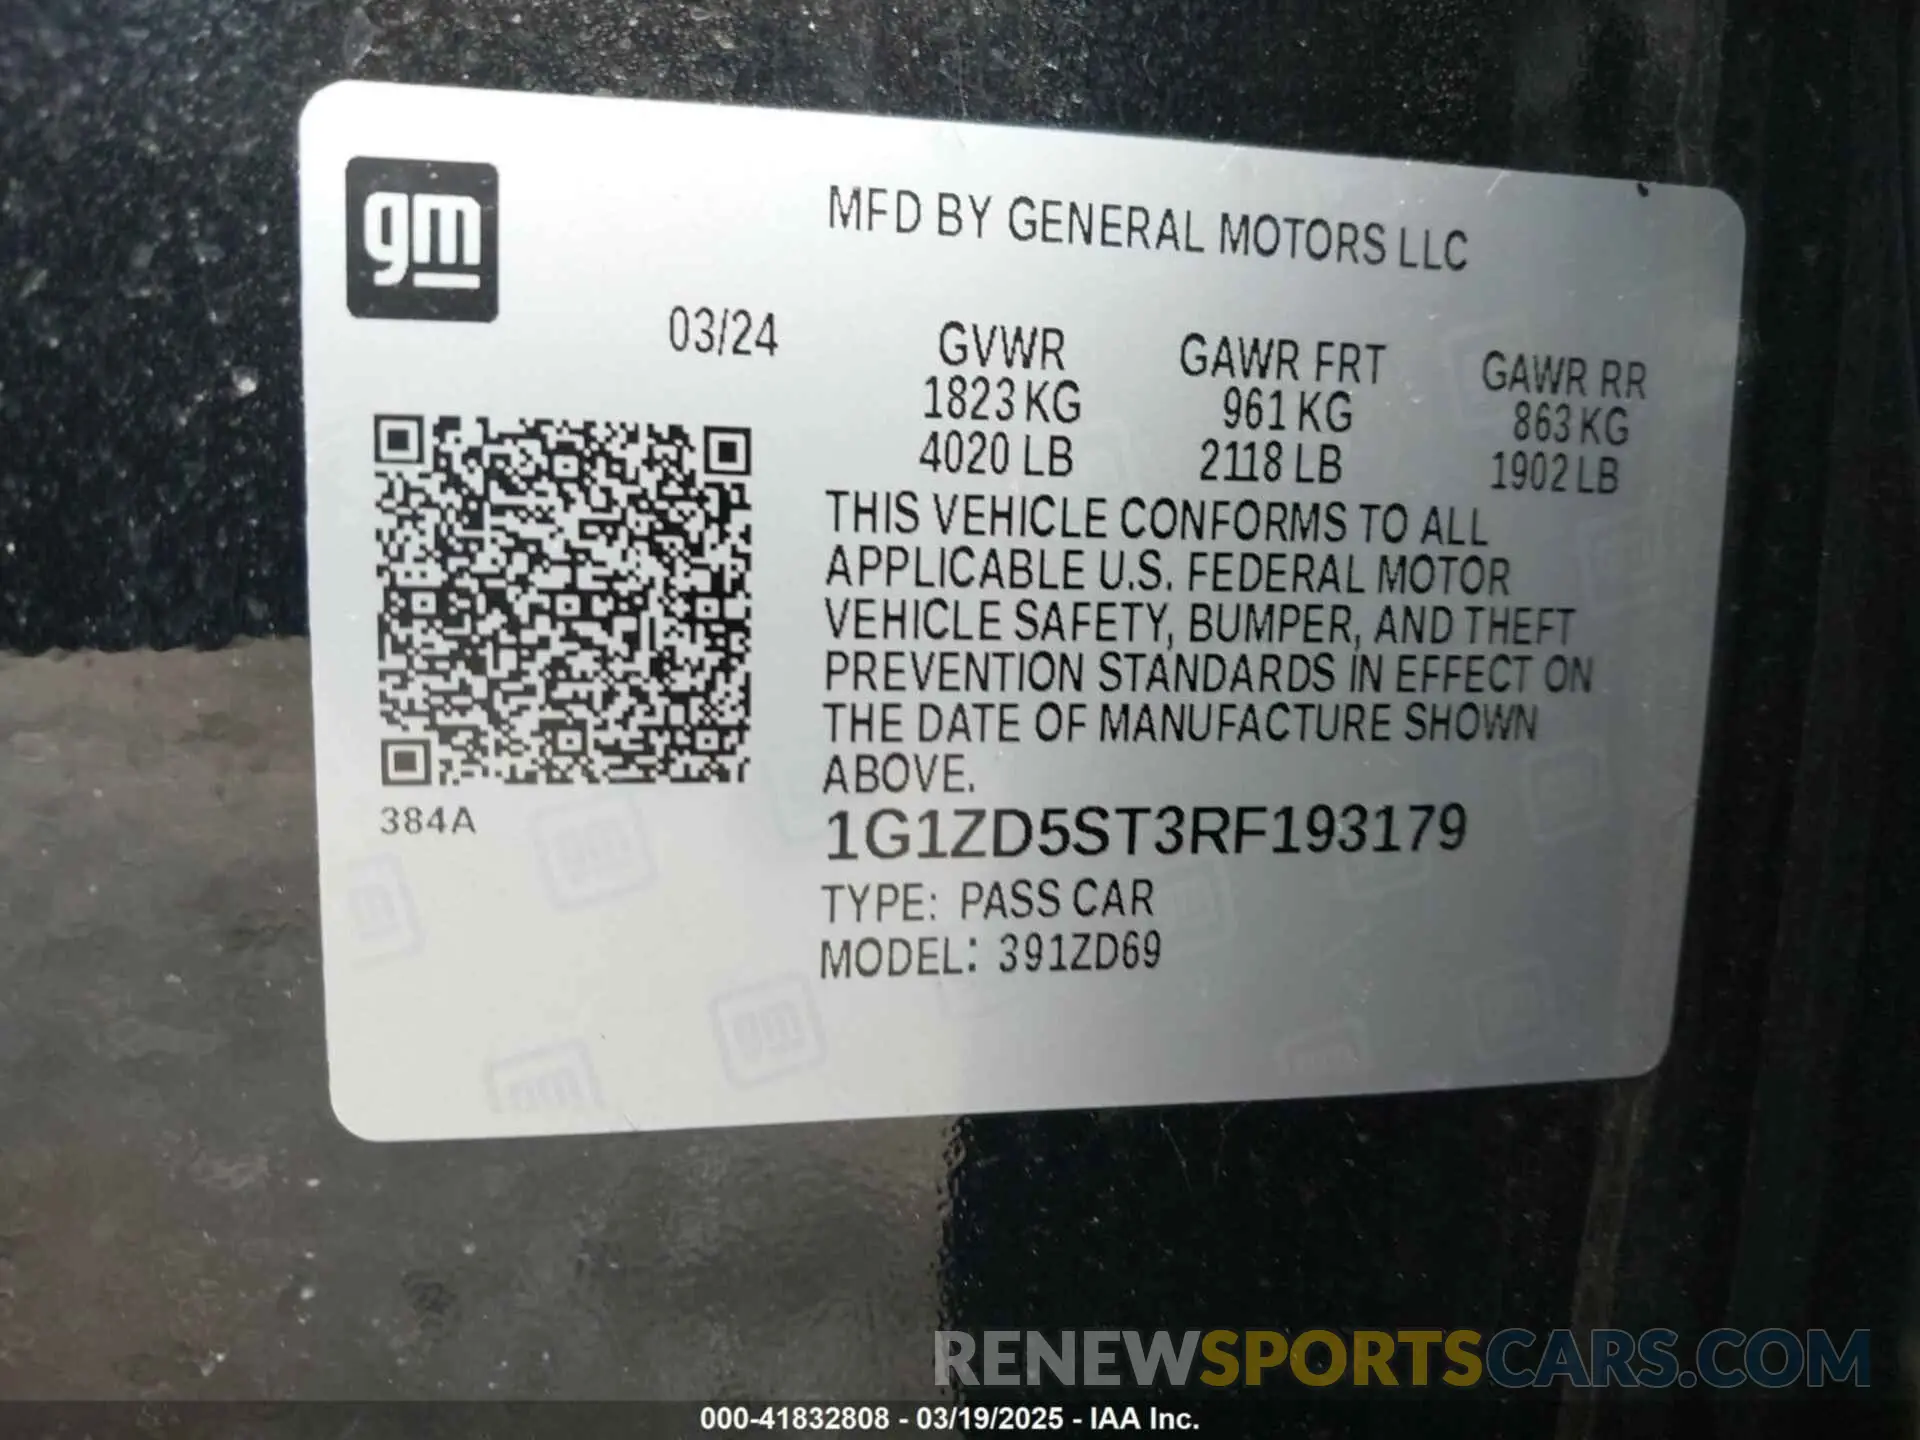 gm
MFD BY GENERAL MOTORS LLC
03/24
GVWR GAWR FRT GAWR RR
1823 KG 961 KG 863 KG
4020 LB 2118 LB 1902 LB
THIS VEHICLE CONFORMS TO ALL
APPLICABLE U.S. FEDERAL MOTOR
VEHICLE SAFETY, BUMPER, AND THEFT
PREVENTION STANDARDS IN EFFECT ON
THE DATE OF MANUFACTURE SHOWN
ABOVE.
384A
1G1ZD5ST3RF193179
TYPE: PASS CAR
MODEL: 391ZD69
RENEWSPORTSCARS.COM
000-41832808 - 03/19/2025 - IAA Inc.